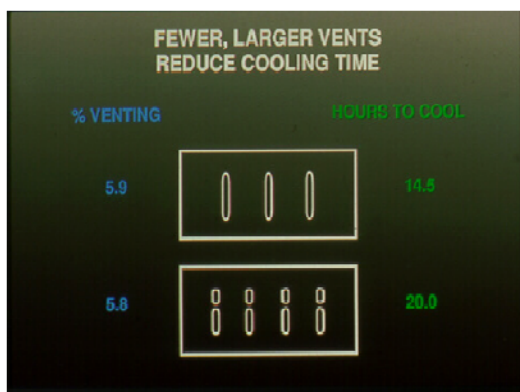 FEWER, LARGER VENTS
REDUCE COOLING TIME
% VENTING HOURS TO COOL
5.9 14.5
5.8 20.0